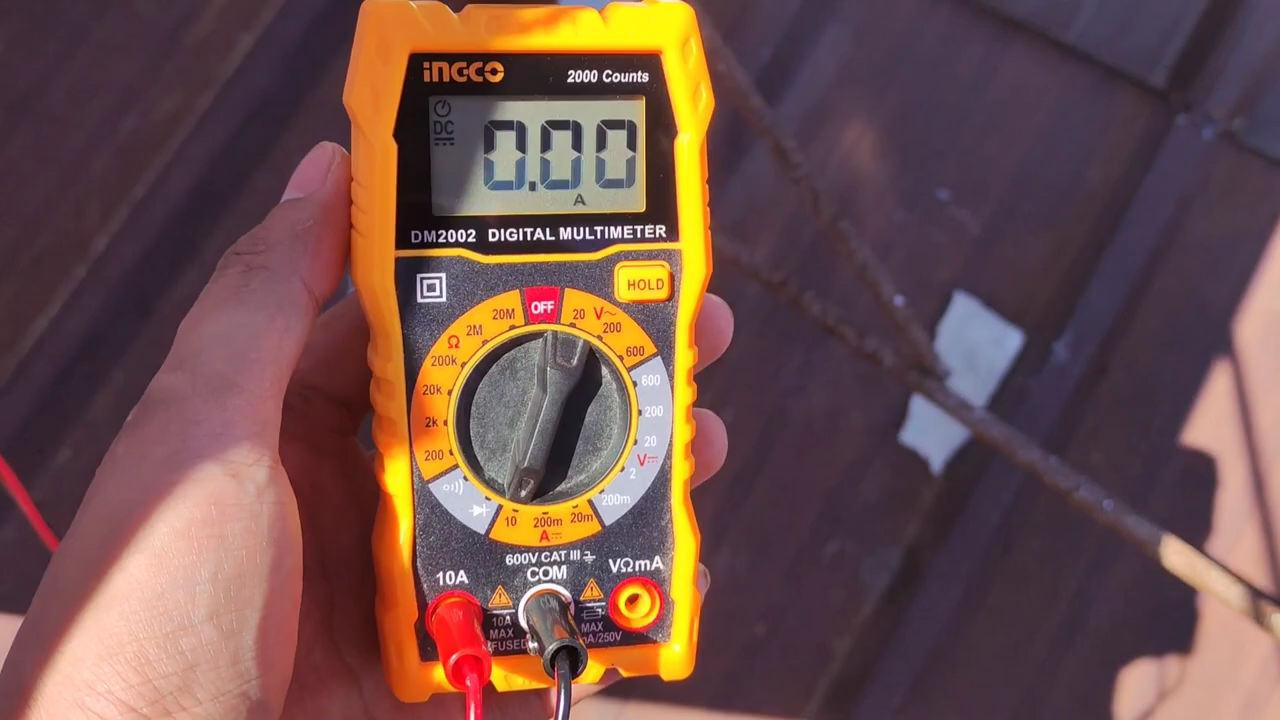 INGCO
2000 Counts
DC
0.00
A
DM2002 DIGITAL MULTIMETER
HOLD
OFF
20 V~
200
600
600
200
20
V⎓
2
200m
20m
200m
10
A⎓
20M
2M
Ω
200k
20k
2k
200
600V CAT III
10A
COM
VΩmA
10A
MAX
FUSED
MAX
A/250V